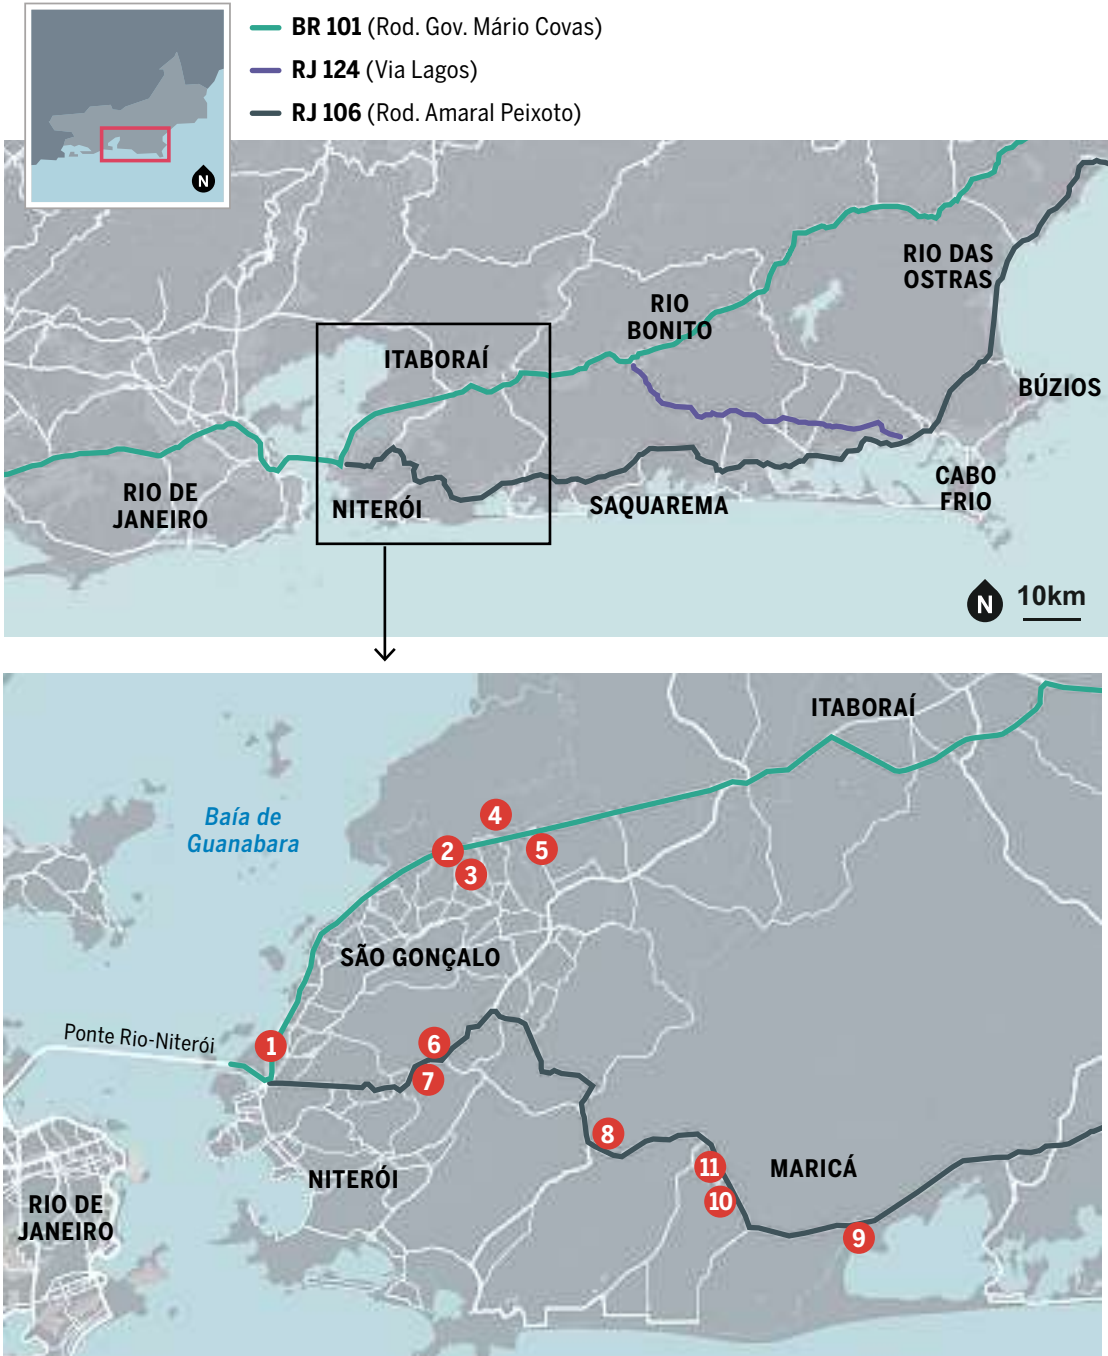 BR 101 (Rod. Gov. Mário Covas)
RJ 124 (Via Lagos)
RJ 106 (Rod. Amaral Peixoto)
N
RIO DAS
OSTRAS
RIO
BONITO
ITABORAÍ
BÚZIOS
CABO
FRIO
RIO DE
JANEIRO
NITERÓI
SAQUAREMA
N
10km
ITABORAÍ
Baía de
Guanabara
4
2
5
3
SÃO GONÇALO
Ponte Rio-Niterói
1
6
7
8
11
MARICÁ
NITERÓI
10
RIO DE
JANEIRO
9